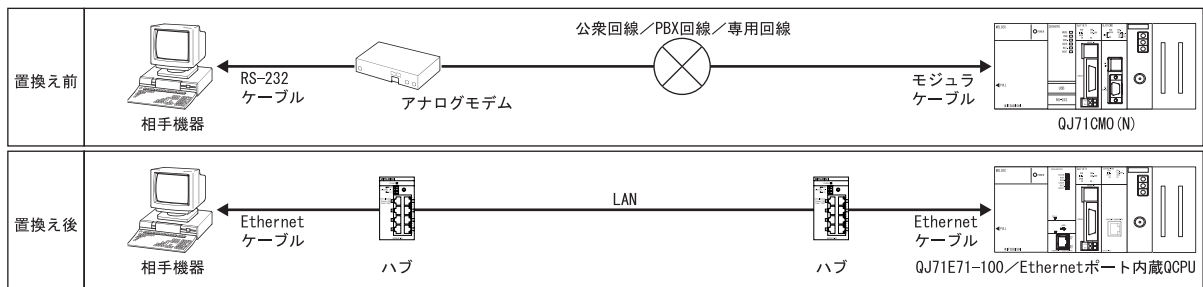 置換え前
公衆回線／PBX回線／専用回線
RS-232
ケーブル
アナログモデム
モジュラ
ケーブル
相手機器
QJ71CMO(N)
置換え後
LAN
Ethernet
ケーブル
Ethernet
ケーブル
相手機器
ハブ
ハブ
QJ71E71-100／Ethernetポート内蔵QCPU